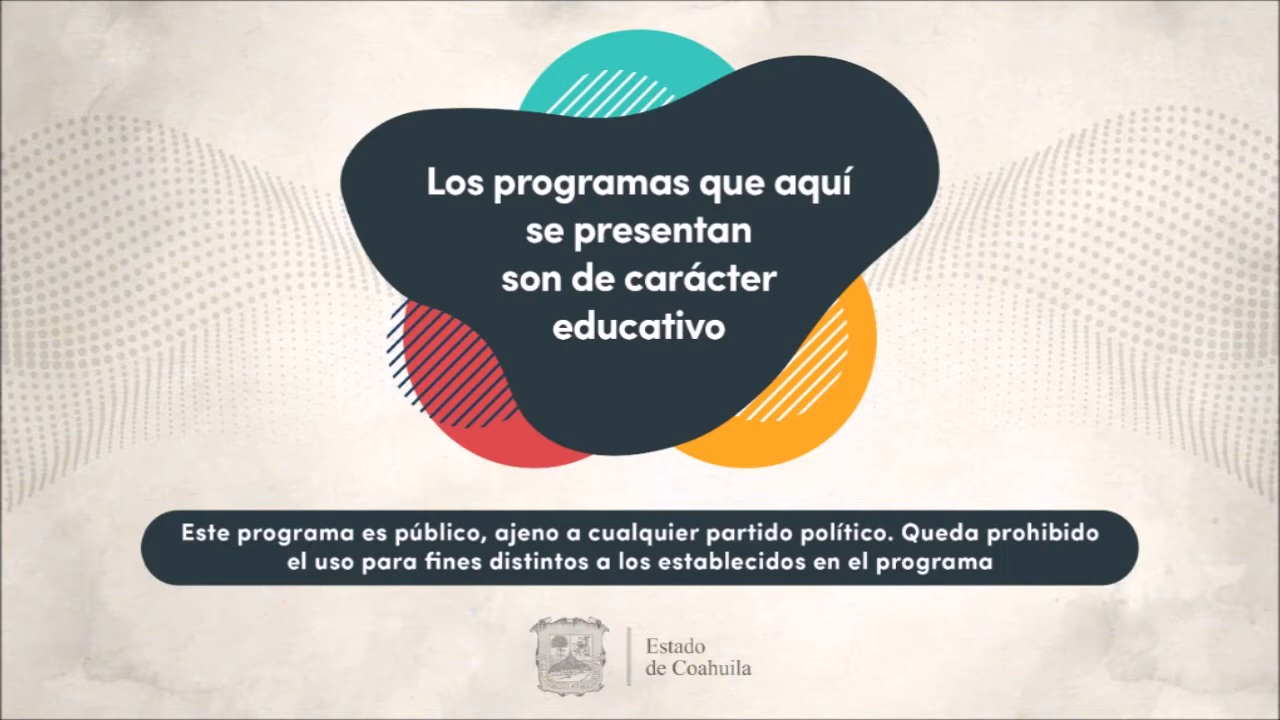 Los programas que aquí
se presentan
son de carácter
educativo
Este programa es público, ajeno a cualquier partido político. Queda prohibido
el uso para fines distintos a los establecidos en el programa
Estado
de Coahuila